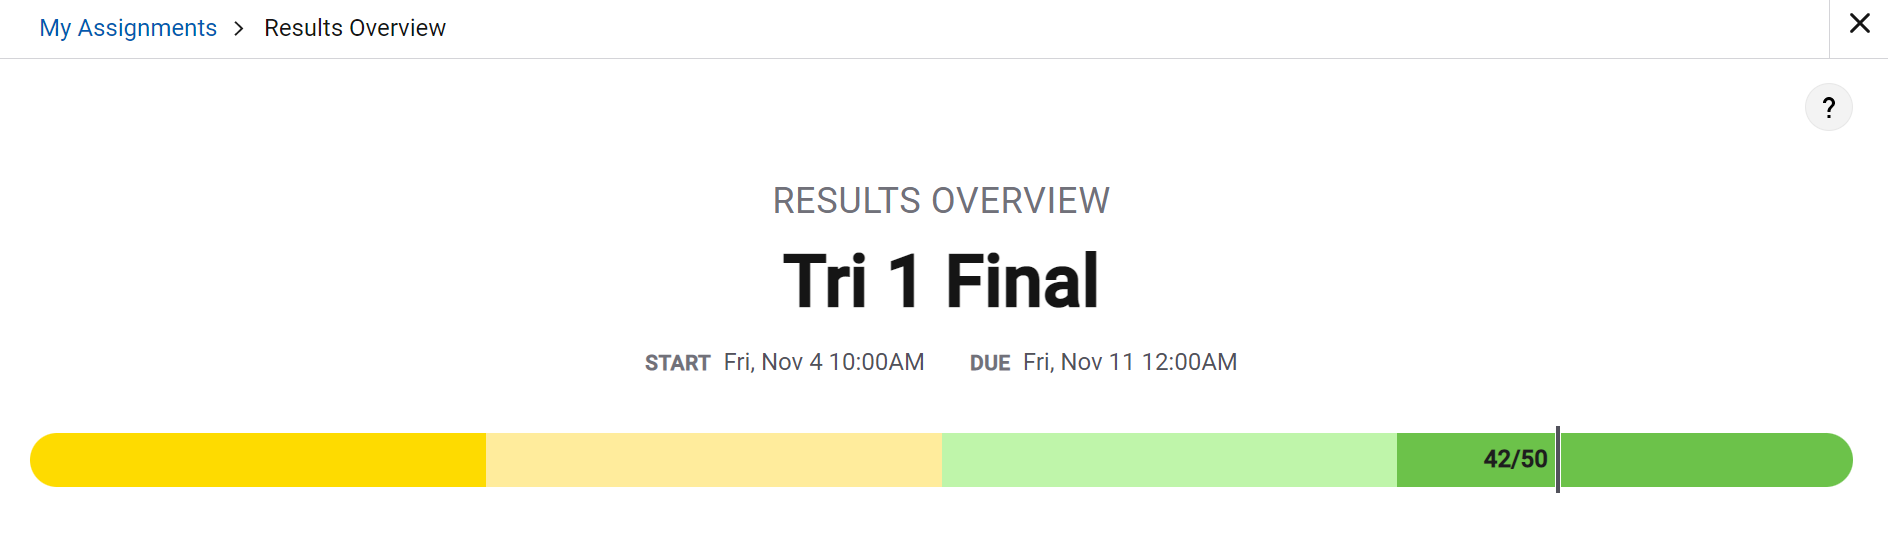 My Assignments > Results Overview
?
RESULTS OVERVIEW
Tri 1 Final
START Fri, Nov 4 10:00AM DUE Fri, Nov 11 12:00AM
42/50